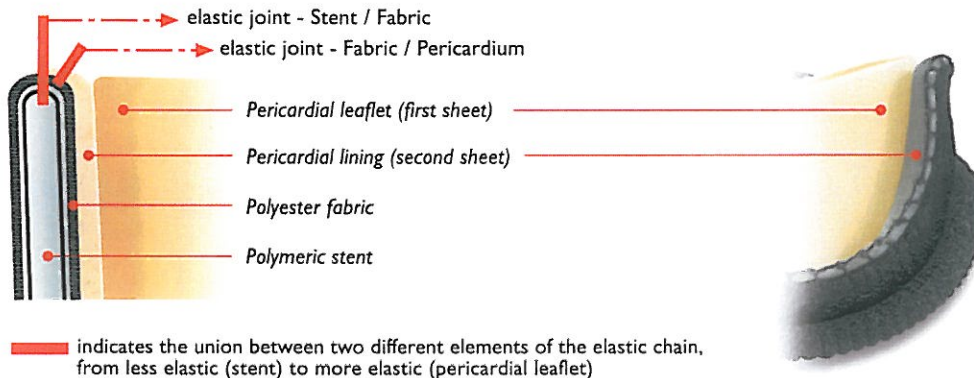 elastic joint - Stent / Fabric
elastic joint - Fabric / Pericardium
Pericardial leaflet (first sheet)
Pericardial lining (second sheet)
Polyester fabric
Polymeric stent
indicates the union between two different elements of the elastic chain,
from less elastic (stent) to more elastic (pericardial leaflet)